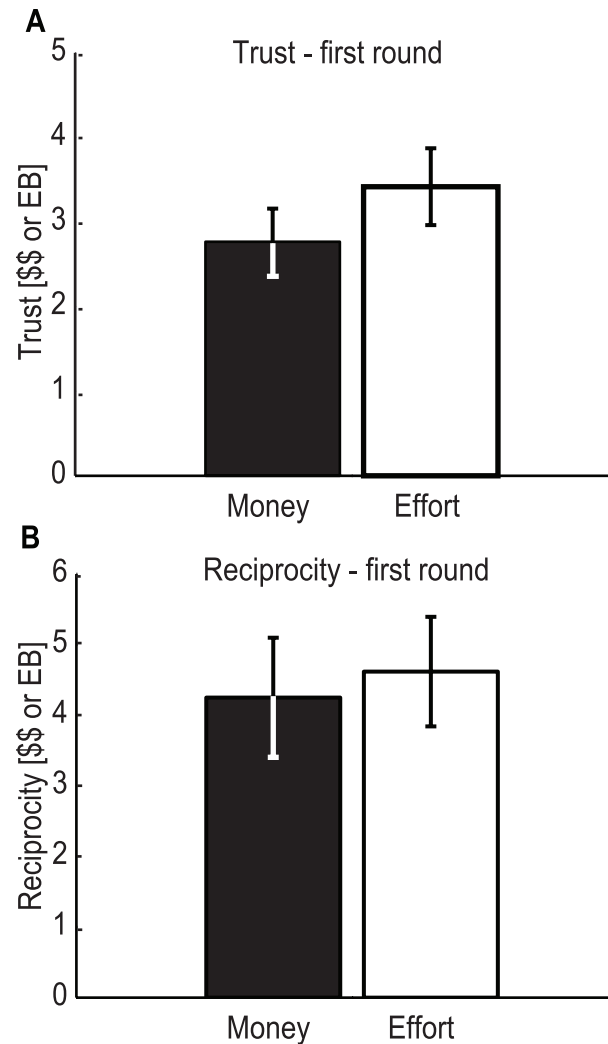 A
Trust - first round
Trust [$$ or EB]
5
4
3
2
1
0
Money Effort
B
Reciprocity - first round
Reciprocity [$$ or EB]
6
5
4
3
2
1
0
Money Effort